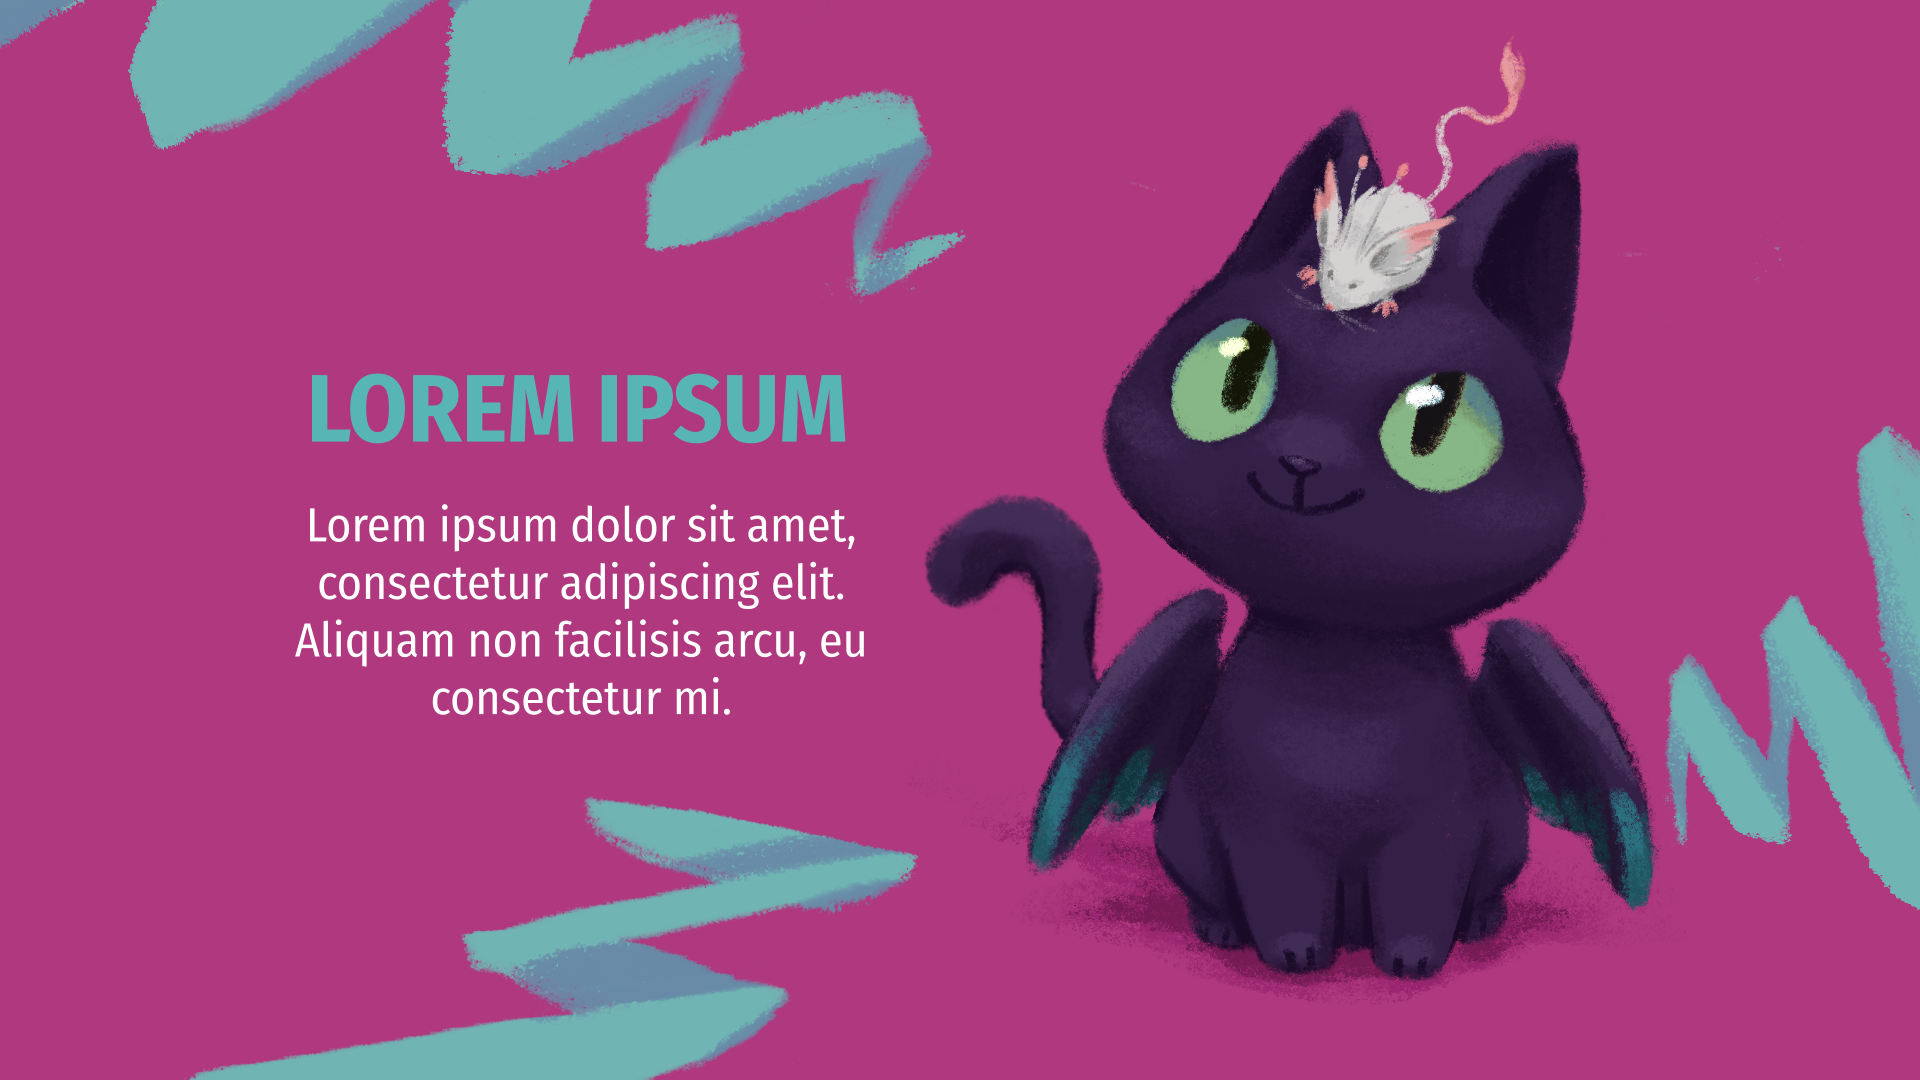 LOREM IPSUM
Lorem ipsum dolor sit amet,
consectetur adipiscing elit.
Aliquam non facilisis arcu, eu
consectetur mi.